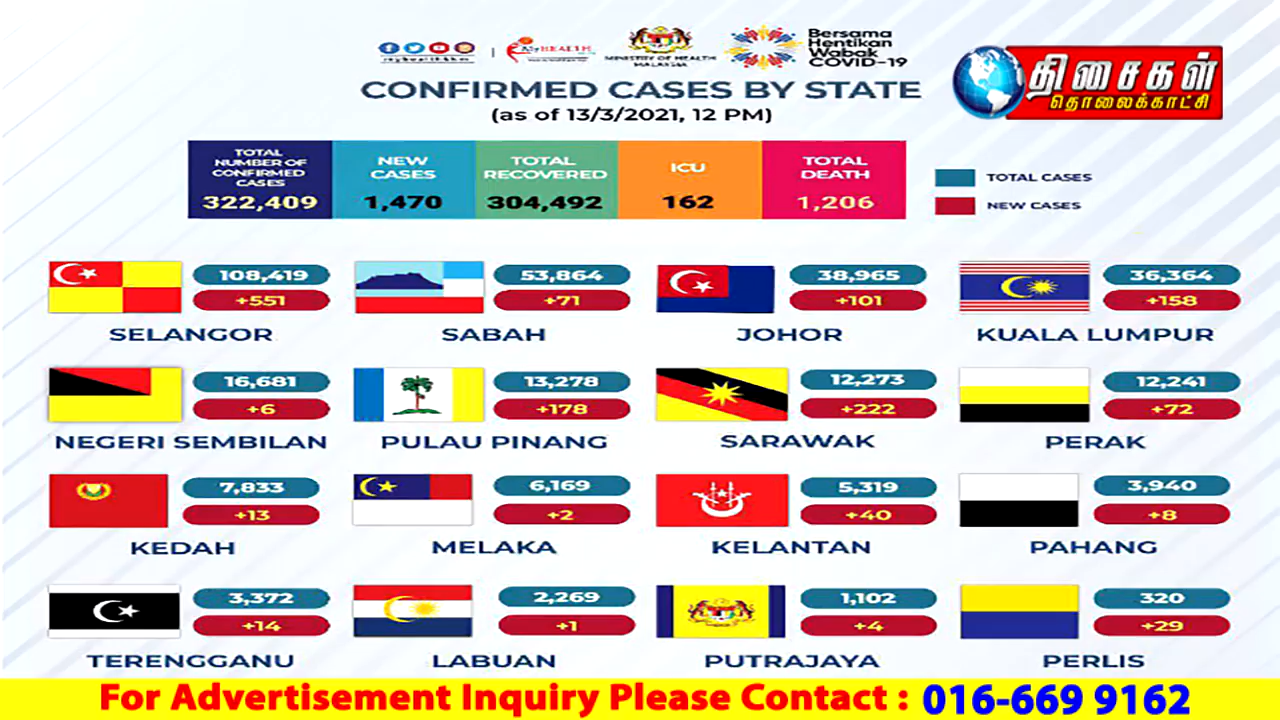 myhealthkkm
MyHEALTH
MINISTRY OF HEALTH
MALAYSIA
Bersama
Hentikan
Wabak
COVID-19
திசைகள்
தொலைக்காட்சி
CONFIRMED CASES BY STATE
(as of 13/3/2021, 12 PM)
TOTAL
NUMBER OF
CONFIRMED
CASES
322,409
NEW
CASES
1,470
TOTAL
RECOVERED
304,492
ICU
162
TOTAL
DEATH
1,206
TOTAL CASES
NEW CASES
108,419
+551
SELANGOR
53,864
+71
SABAH
38,965
+101
JOHOR
36,364
+158
KUALA LUMPUR
16,681
+6
NEGERI SEMBILAN
13,278
+178
PULAU PINANG
12,273
+222
SARAWAK
12,241
+72
PERAK
7,833
+13
KEDAH
6,169
+2
MELAKA
5,319
+40
KELANTAN
3,940
+8
PAHANG
3,372
+14
TERENGGANU
2,269
+1
LABUAN
1,102
+4
PUTRAJAYA
320
+29
PERLIS
For Advertisement Inquiry Please Contact : 016-669 9162